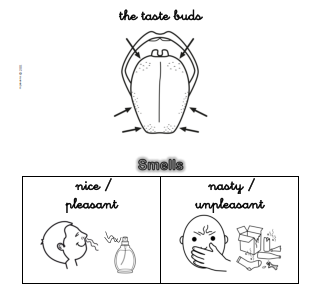 the taste buds
Smells
nice /
pleasant
nasty /
unpleasant